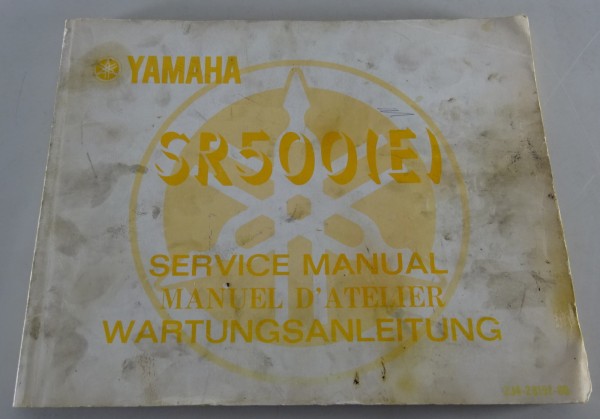 YAMAHA
SR500(E)
SERVICE MANUAL
MANUEL D'ATELIER
WARTUNGSANLEITUNG